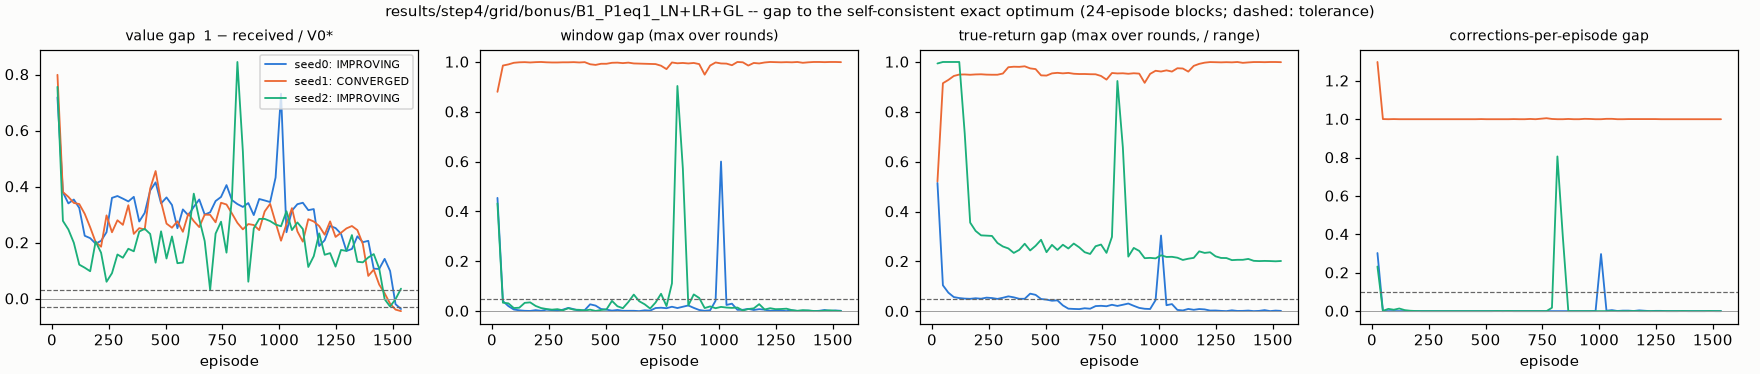 results/step4/grid/bonus/B1_P1eq1_LN+LR+GL -- gap to the self-consistent exact optimum (24-episode blocks; dashed: tolerance)
value gap  1 − received / V0*
0.8
0.6
0.4
0.2
0.0
seed0: IMPROVING
seed1: CONVERGED
seed2: IMPROVING
0 250 500 750 1000 1250 1500
episode
window gap (max over rounds)
1.0
0.8
0.6
0.4
0.2
0.0
0 250 500 750 1000 1250 1500
episode
true-return gap (max over rounds, / range)
1.0
0.8
0.6
0.4
0.2
0.0
0 250 500 750 1000 1250 1500
episode
corrections-per-episode gap
1.2
1.0
0.8
0.6
0.4
0.2
0.0
0 250 500 750 1000 1250 1500
episode